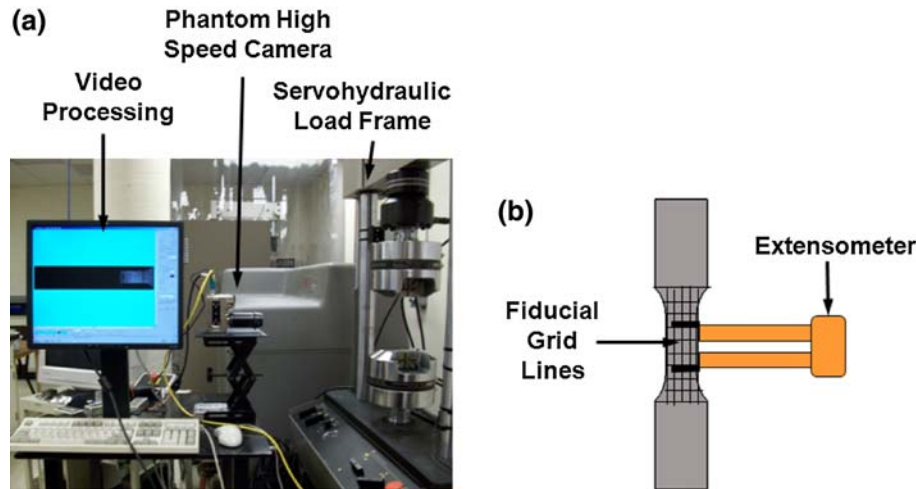 (a)
Phantom High
Speed Camera
Video
Processing
Servohydraulic
Load Frame
(b)
Extensometer
Fiducial
Grid
Lines